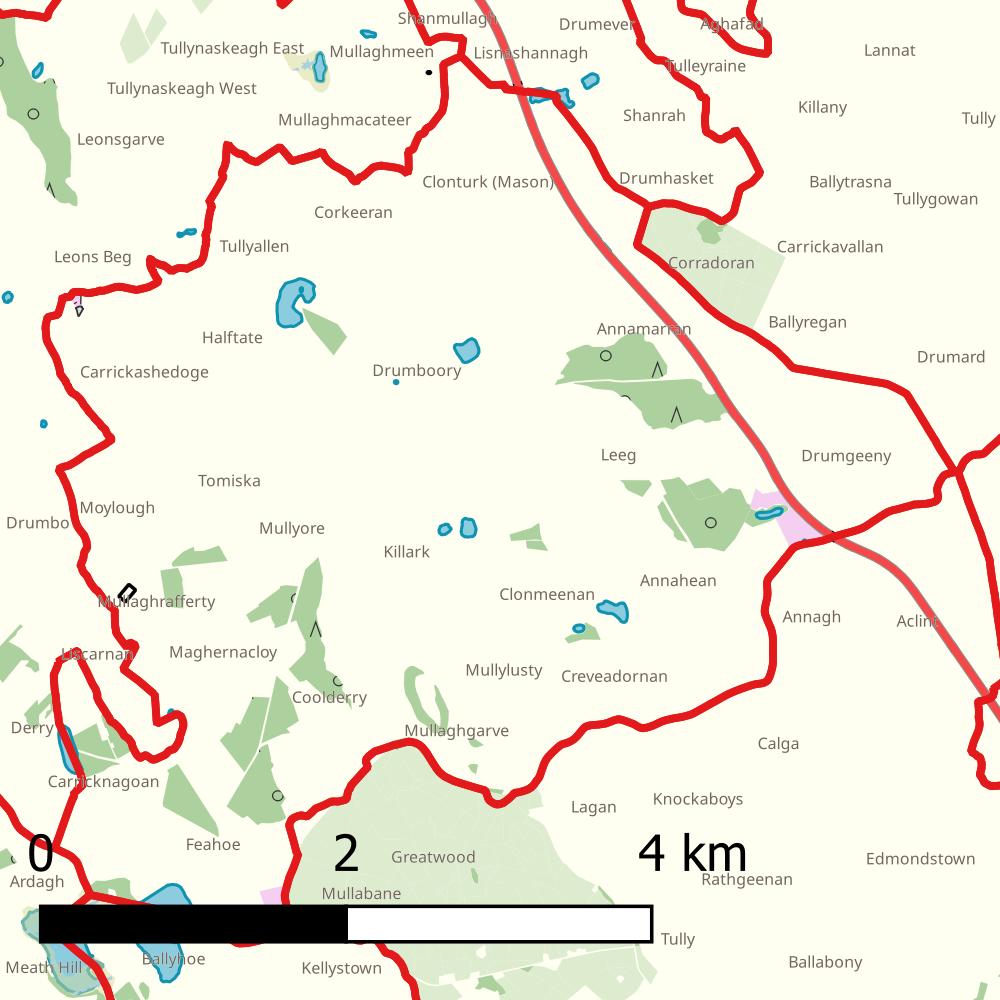 Shanmullagh
Drumever
Aghafad
Tullynaskeagh East
Mullaghmeen
Lisnashannagh
Lannat
Tulleyraine
Tullynaskeagh West
Killany
Mullaghmacateer
Shanrah
Tully
Leonsgarve
Clonturk (Mason)
Drumhasket
Ballytrasna
Tullygowan
Corkeeran
Tullyallen
Carrickavallan
Leons Beg
Corradoran
Annamarran
Ballyregan
Halftate
Drumard
Carrickashedoge
Drumboory
Leeg
Drumgeeny
Tomiska
Moylough
Drumbo
Mullyore
Killark
Annahean
Clonmeenan
Mullaghrafferty
Annagh
Aclint
Liscarnan
Maghernacloy
Mullylusty
Creveadornan
Coolderry
Derry
Mullaghgarve
Calga
Carricknagoan
Lagan
Knockaboys
Feahoe
0 2 4 km
Greatwood
Edmondstown
Ardagh
Rathgeenan
Mullabane
Tully
Meath Hill
Ballyhoe
Kellystown
Ballabony